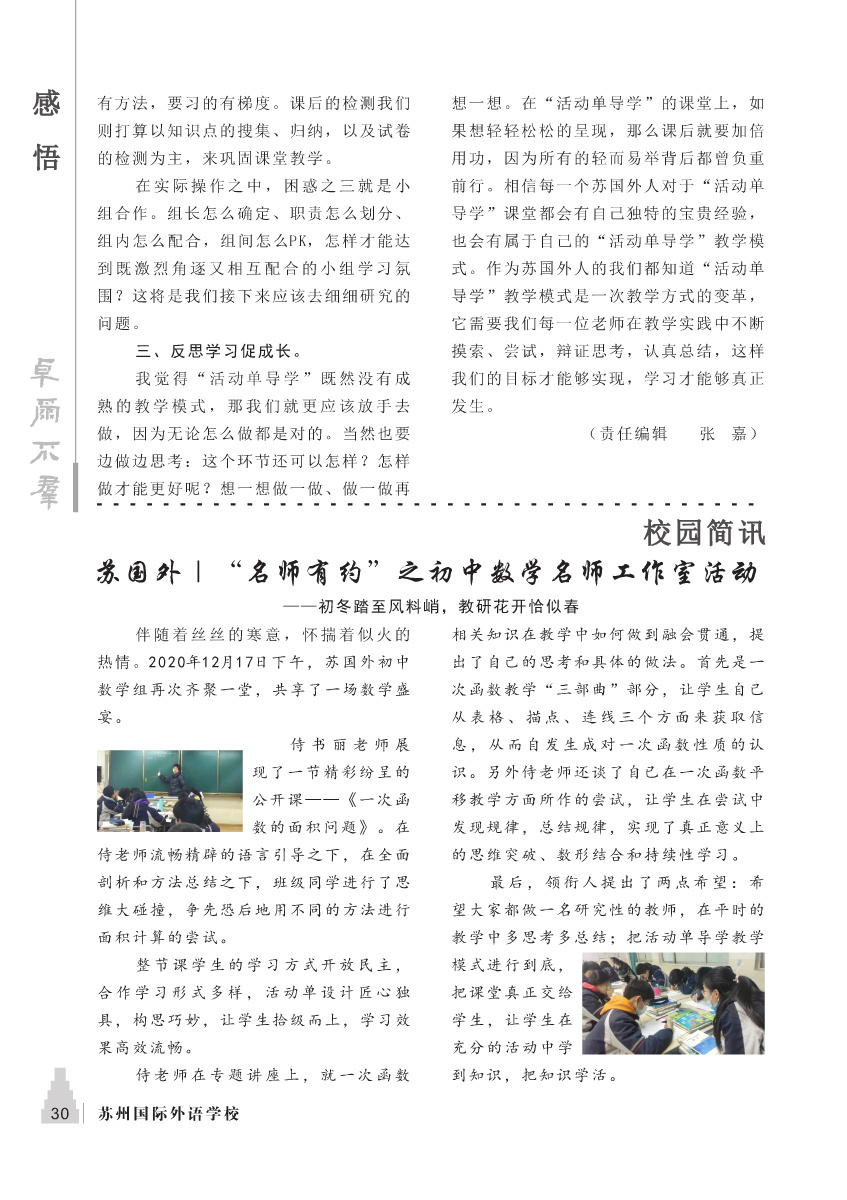 感
悟
卓尔不群
有方法，要习的有梯度。课后的检测我们
则打算以知识点的搜集、归纳，以及试卷
的检测为主，来巩固课堂教学。
在实际操作之中，困惑之三就是小
组合作。组长怎么确定、职责怎么划分、
组内怎么配合，组间怎么PK，怎样才能达
到既激烈角逐又相互配合的小组学习氛
围？这将是我们接下来应该去细细研究的
问题。
三、反思学习促成长。
我觉得“活动单导学”既然没有成
熟的教学模式，那我们就更应该放手去
做，因为无论怎么做都是对的。当然也要
边做边思考：这个环节还可以怎样？怎样
做才能更好呢？想一想做一做、做一做再
想一想。在“活动单导学”的课堂上，如
果想轻轻松松的呈现，那么课后就要加倍
用功，因为所有的轻而易举背后都曾负重
前行。相信每一个苏国外人对于“活动单
导学”课堂都会有自己独特的宝贵经验，
也会有属于自己的“活动单导学”教学模
式。作为苏国外人的我们都知道“活动单
导学”教学模式是一次教学方式的变革，
它需要我们每一位老师在教学实践中不断
摸索、尝试，辩证思考，认真总结，这样
我们的目标才能够实现，学习才能够真正
发生。
（责任编辑　　张　嘉）
校园简讯
苏国外｜“名师有约”之初中数学名师工作室活动
——初冬踏至风料峭，教研花开恰似春
伴随着丝丝的寒意，怀揣着似火的
热情。2020年12月17日下午，苏国外初中
数学组再次齐聚一堂，共享了一场数学盛
宴。
侍书丽老师展
现了一节精彩纷呈的
公开课——《一次函
数的面积问题》。在
侍老师流畅精辟的语言引导之下，在全面
剖析和方法总结之下，班级同学进行了思
维大碰撞，争先恐后地用不同的方法进行
面积计算的尝试。
整节课学生的学习方式开放民主，
合作学习形式多样，活动单设计匠心独
具，构思巧妙，让学生拾级而上，学习效
果高效流畅。
侍老师在专题讲座上，就一次函数
相关知识在教学中如何做到融会贯通，提
出了自己的思考和具体的做法。首先是一
次函数教学“三部曲”部分，让学生自己
从表格、描点、连线三个方面来获取信
息，从而自发生成对一次函数性质的认
识。另外侍老师还谈了自已在一次函数平
移教学方面所作的尝试，让学生在尝试中
发现规律，总结规律，实现了真正意义上
的思维突破、数形结合和持续性学习。
最后，领衔人提出了两点希望：希
望大家都做一名研究性的教师，在平时的
教学中多思考多总结；把活动单导学教学
模式进行到底，
把课堂真正交给
学生，让学生在
充分的活动中学
到知识，把知识学活。
30
苏州国际外语学校